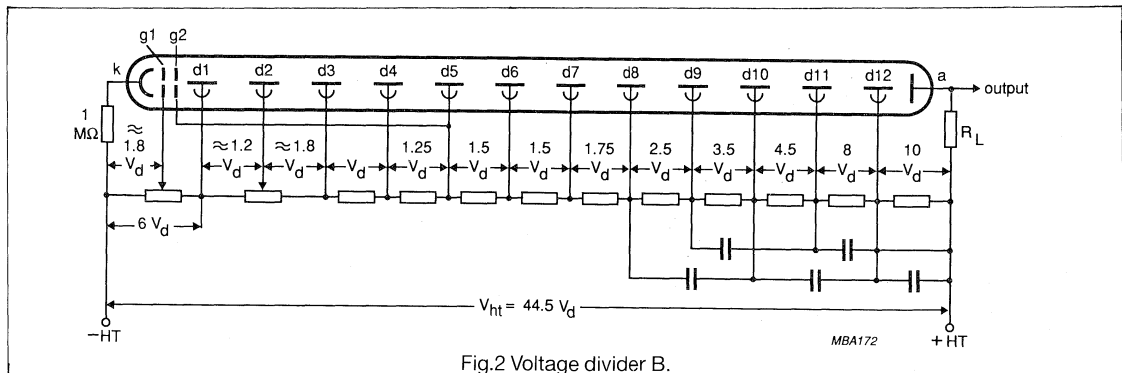 g1 g2
k d1 d2 d3 d4 d5 d6 d7 d8 d9 d10 d11 d12 a
output
1 MΩ
R_L
≈ 1.8 V_d
≈1.2 V_d
≈1.8 V_d
V_d
1.25 V_d
1.5 V_d
1.5 V_d
1.75 V_d
2.5 V_d
3.5 V_d
4.5 V_d
8 V_d
10 V_d
6 V_d
V_ht = 44.5 V_d
−HT
MBA172
+HT
Fig.2 Voltage divider B.